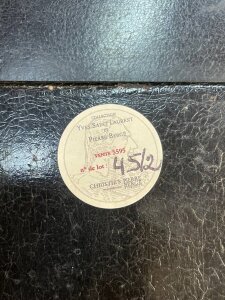 COLLECTION
YVES SAINT LAURENT
ET
PIERRE BERGÉ
VENTE 5595
n° de lot : 452
CHRISTIE'S